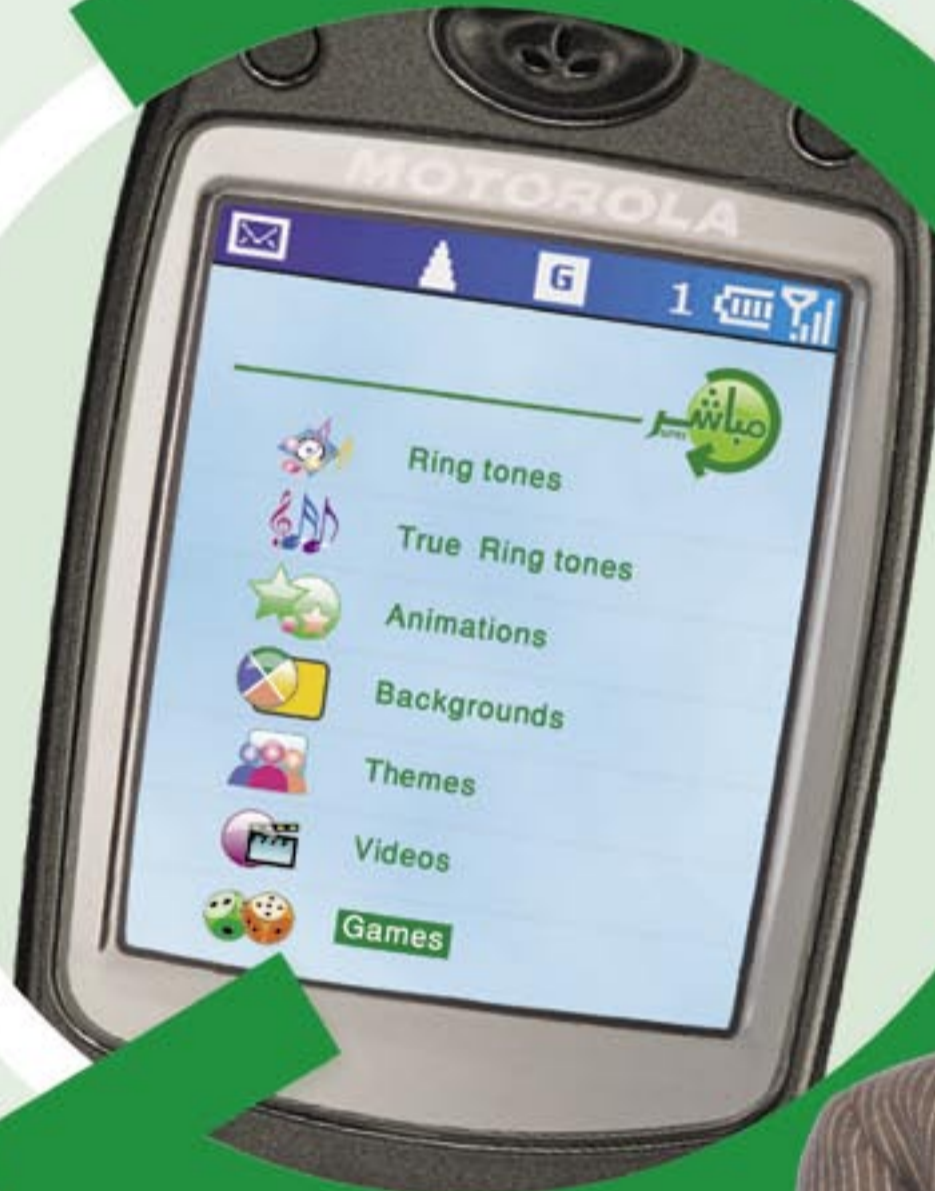 MOTOROLA
G 1
مباشر
Ring tones
True Ring tones
Animations
Backgrounds
Themes
Videos
Games